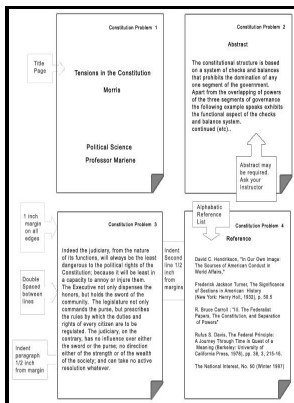 Constitution Problem 1
Title
Page
Tensions in the Constitution
Morris
Political Science
Professor Mariene
Constitution Problem 2
Abstract
The constitutional structure is based
on a system of checks and balances
that prohibits the domination of any
one segment of the government.
Apart from the overlapping of powers
of the three segments of governance
the following example speaks exhibits
the functional aspect of the checks
and balance system.
continued (etc)..
Abstract may
be required.
Ask your
Instructor
1 inch
margin
on all
edges
Double
Spaced
between
lines
Indent
paragraph
1/2 inch
from margin
Constitution Problem 3
Indeed the judiciary, from the nature
of its functions, will always be the least
dangerous to the political rights of the
Constitution; because it will be least in
a capacity to annoy or injure them.
The Executive not only dispenses the
honors, but holds the sword of the
community. The legislature not only
commands the purse, but prescribes
the rules by which the duties and
rights of every citizen are to be
regulated. The judiciary, on the
contrary, has no influence over either
the sword or the purse; no direction
either of the strength or of the wealth
of the society; and can take no active
resolution whatever.
Indent
Second
line 1/2
inch
from
margins
Alphabetic
Reference
List
Constitution Problem 4
Reference
David C. Hendrikson, "In Our Own Image:
The Sources of American Conduct in
World Affairs,"
Frederick Jackson Turner, The Significance
of Sections in American History
(New York: Henry Holt, 1932), p.
R. Bruce Carroll : "It. The Federalist
Papers, The Constitution, and Separation
of Powers"
Rufus S. Davis, The Federal Principle:
A Journey Through Time in Quest of a
Meaning (Berkeley: University of
California Press, 1978), pp. 38, 3, 215-16.
The National Interest, No. 50 (Winter 1997)